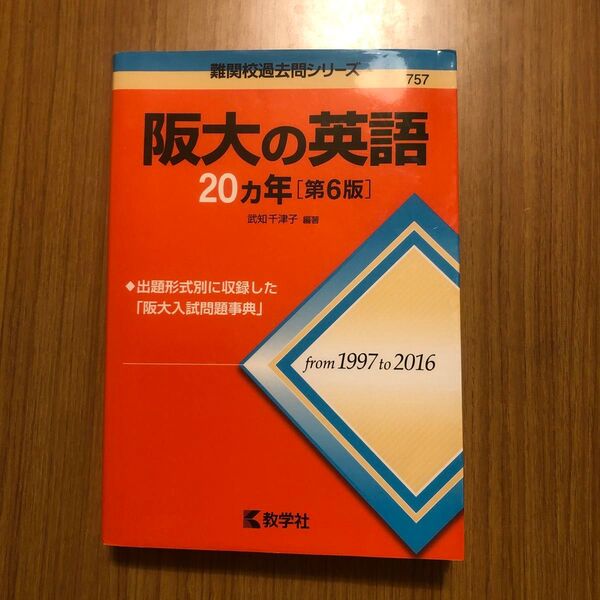 難関校過去問シリーズ
757
阪大の英語
20ヵ年[第6版]
武知千津子 編著
◆出題形式別に収録した
「阪大入試問題事典」
from 1997 to 2016
教学社